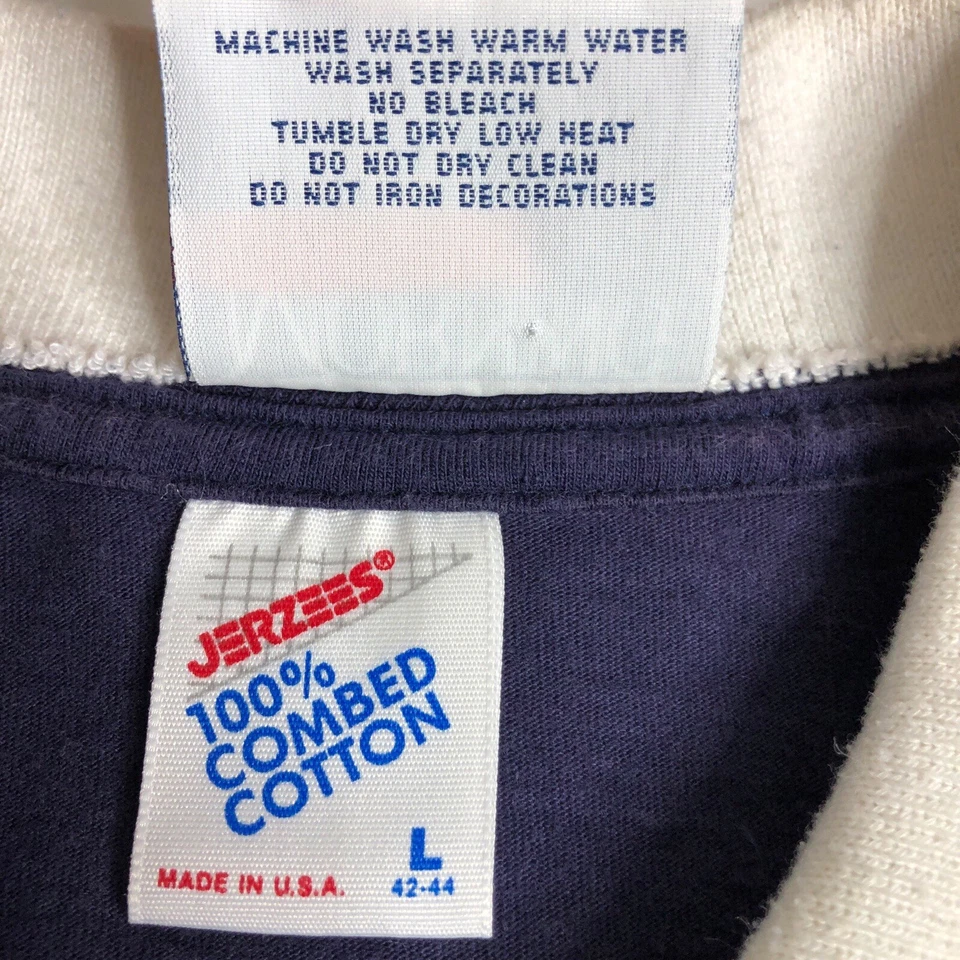 MACHINE WASH WARM WATER
WASH SEPARATELY
NO BLEACH
TUMBLE DRY LOW HEAT
DO NOT DRY CLEAN
DO NOT IRON DECORATIONS
JERZEES®
100%
COMBED
COTTON
L
MADE IN U.S.A.
42-44